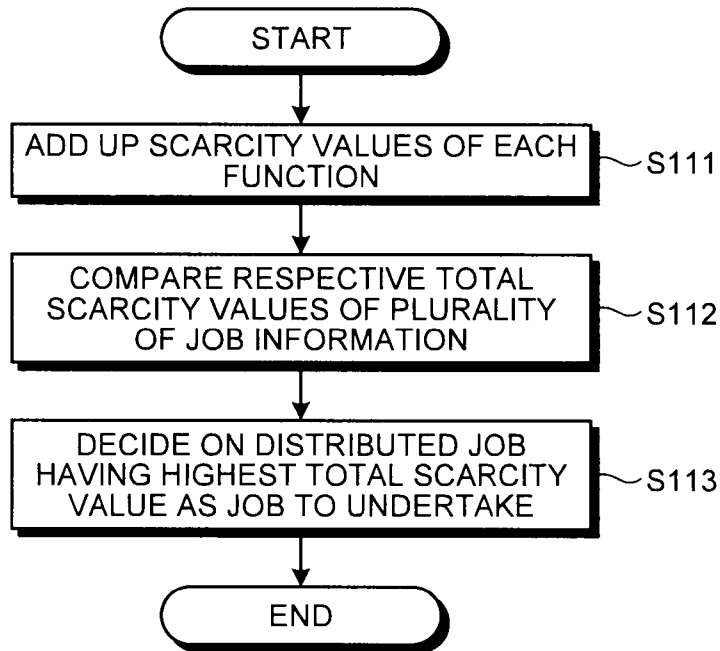 START
ADD UP SCARCITY VALUES OF EACH
FUNCTION
S111
COMPARE RESPECTIVE TOTAL
SCARCITY VALUES OF PLURALITY
OF JOB INFORMATION
S112
DECIDE ON DISTRIBUTED JOB
HAVING HIGHEST TOTAL SCARCITY
VALUE AS JOB TO UNDERTAKE
S113
END